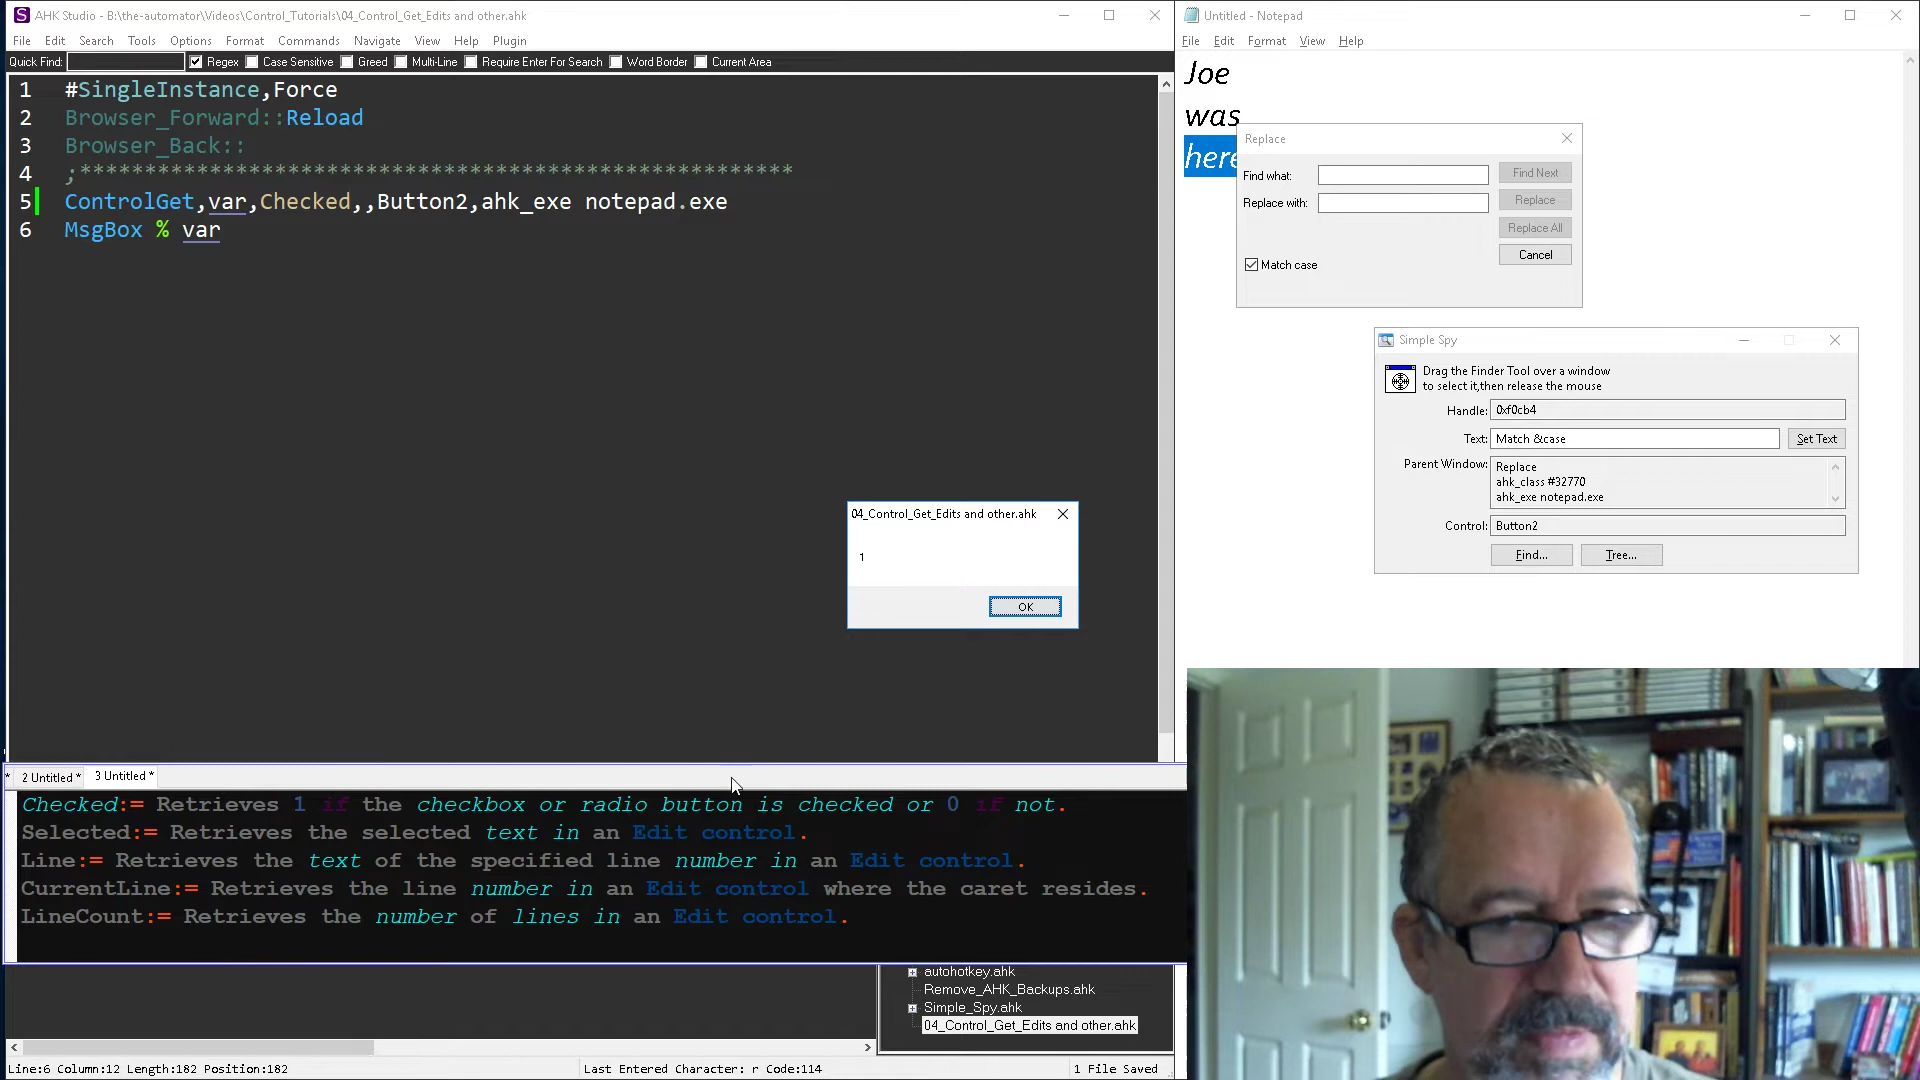 AHK Studio - B:\the-automator\Videos\Control_Tutorials\04_Control_Get_Edits and other.ahk
File Edit Search Tools Options Format Commands Navigate View Help Plugin
Quick Find: Regex Case Sensitive Greed Multi-Line Require Enter For Search Word Border Current Area
1 #SingleInstance,Force
2 Browser_Forward::Reload
3 Browser_Back::
4 ;*******************************************************
5 ControlGet,var,Checked,,Button2,ahk_exe notepad.exe
6 MsgBox % var
Untitled - Notepad
File Edit Format View Help
Joe
was
here
Replace
Find what: Find Next
Replace with: Replace
Replace All
Cancel
Match case
Simple Spy
Drag the Finder Tool over a window
to select it,then release the mouse
Handle: 0xf0cb4
Text: Match &case Set Text
Parent Window: Replace
ahk_class #32770
ahk_exe notepad.exe
Control: Button2
Find... Tree...
04_Control_Get_Edits and other.ahk
1
OK
* 2 Untitled * 3 Untitled *
Checked:= Retrieves 1 if the checkbox or radio button is checked or 0 if not.
Selected:= Retrieves the selected text in an Edit control.
Line:= Retrieves the text of the specified line number in an Edit control.
CurrentLine:= Retrieves the line number in an Edit control where the caret resides.
LineCount:= Retrieves the number of lines in an Edit control.
autohotkey.ahk
Remove_AHK_Backups.ahk
Simple_Spy.ahk
04_Control_Get_Edits and other.ahk
Line:6 Column:12 Length:182 Position:182 Last Entered Character: r Code:114 1 File Saved